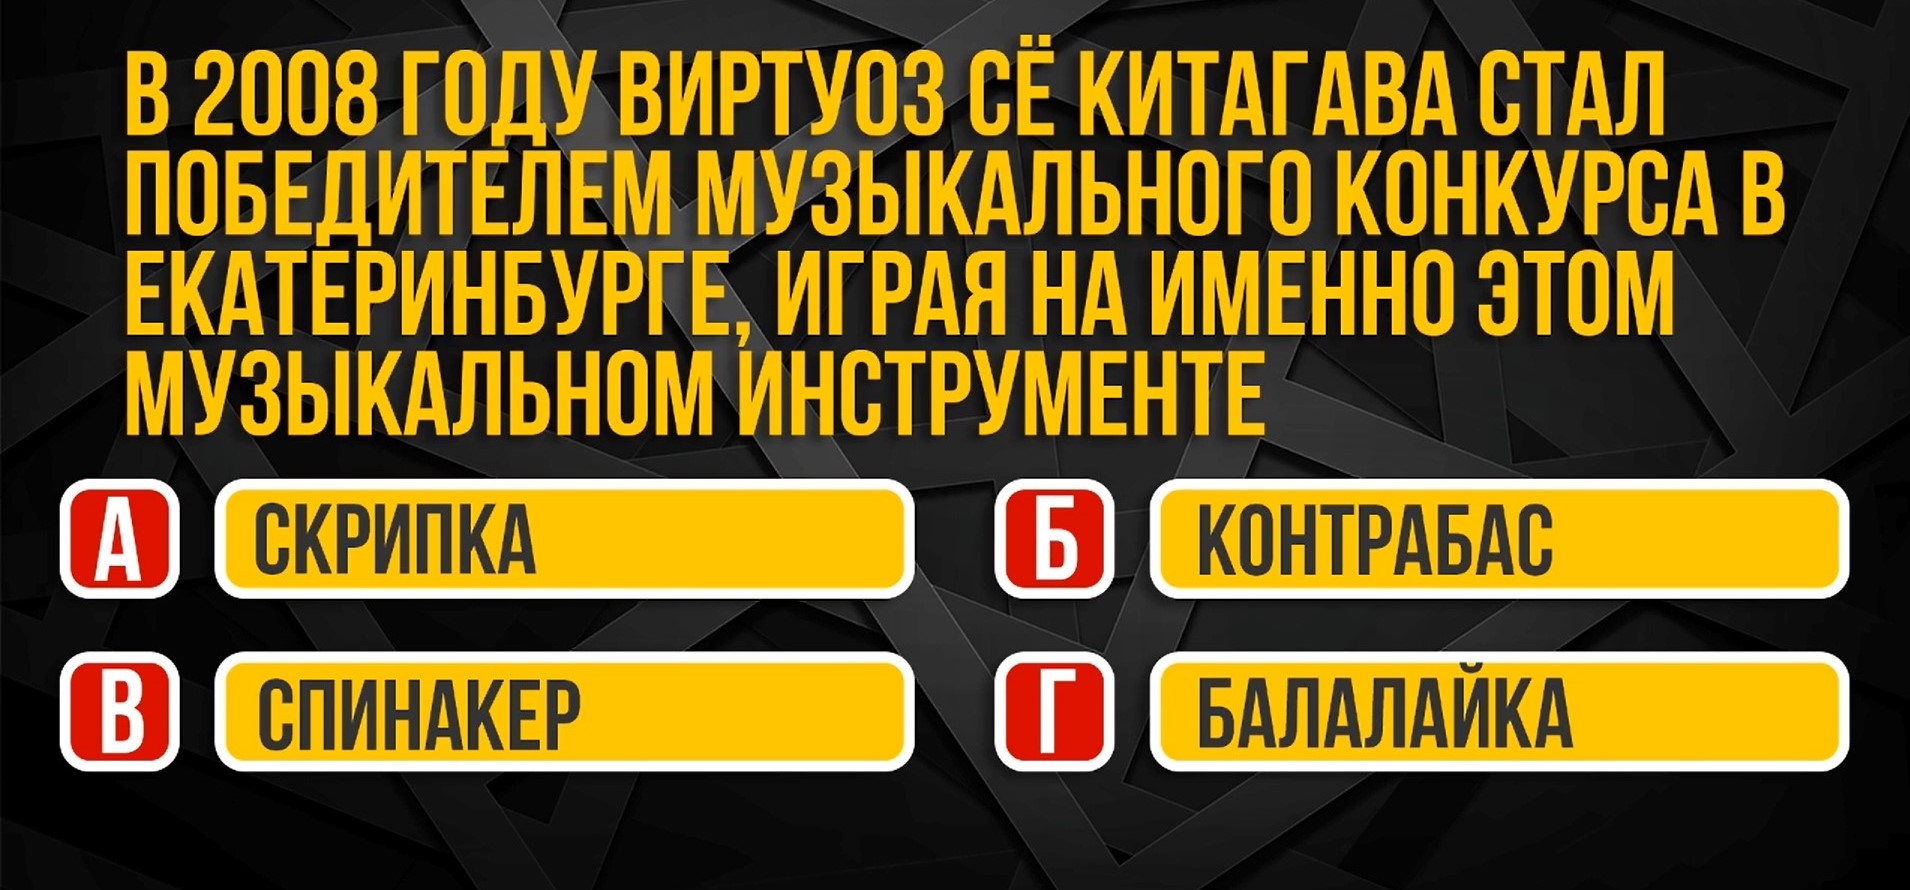 В 2008 ГОДУ ВИРТУОЗ СЁ КИТАГАВА СТАЛ
ПОБЕДИТЕЛЕМ МУЗЫКАЛЬНОГО КОНКУРСА В
ЕКАТЕРИНБУРГЕ, ИГРАЯ НА ИМЕННО ЭТОМ
МУЗЫКАЛЬНОМ ИНСТРУМЕНТЕ
А СКРИПКА
Б КОНТРАБАС
В СПИНАКЕР
Г БАЛАЛАЙКА